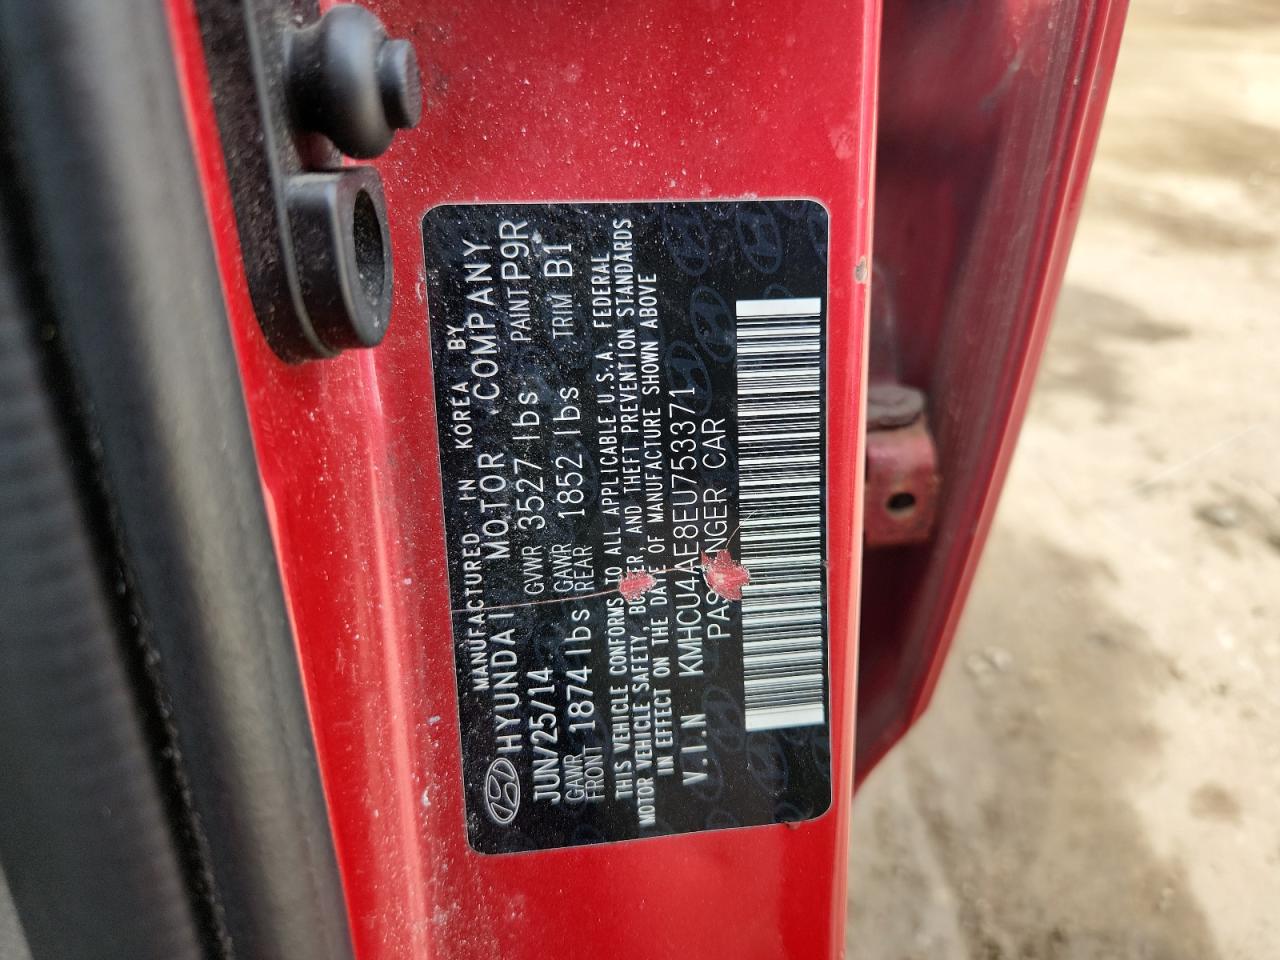 MANUFACTURED IN KOREA BY
HYUNDAI MOTOR COMPANY
JUN/25/14 GVWR 3527 lbs PAINT P9R
GAWR FRONT 1874 lbs GAWR REAR 1852 lbs TRIM B1
THIS VEHICLE CONFORMS TO ALL APPLICABLE U.S.A. FEDERAL
MOTOR VEHICLE SAFETY, BUMPER, AND THEFT PREVENTION STANDARDS
IN EFFECT ON THE DATE OF MANUFACTURE SHOWN ABOVE
V.I.N KMHCU4AE8EU753371
PASSENGER CAR